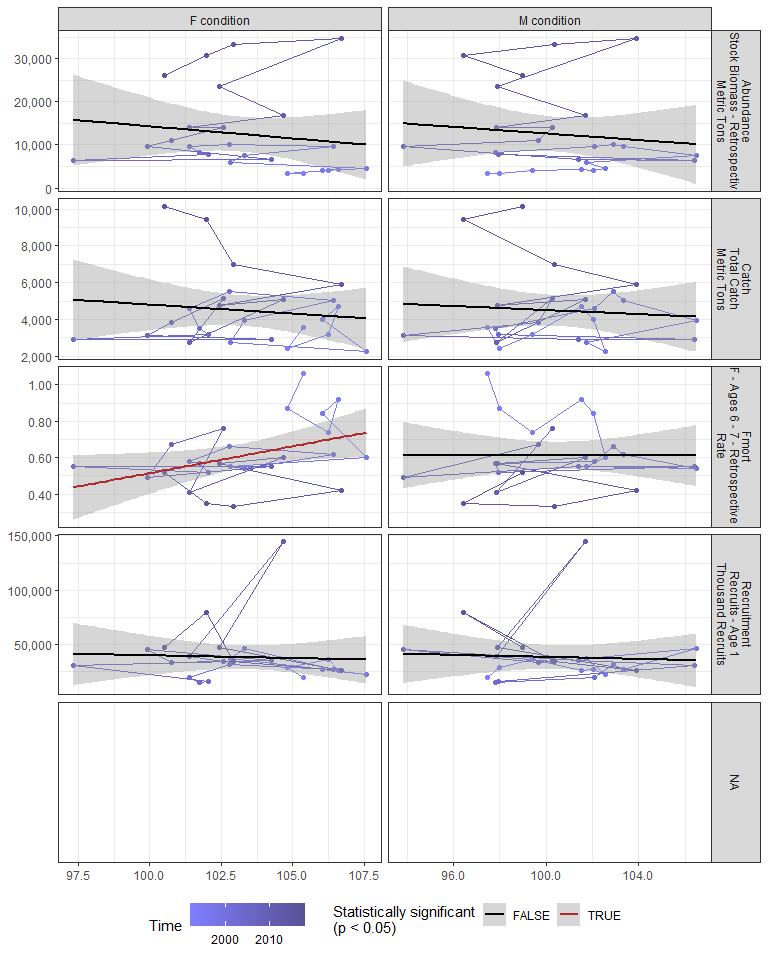 F condition
M condition
30,000
20,000
10,000
0
Abundance
Stock Biomass - Retrospectiv
Metric Tons
10,000
8,000
6,000
4,000
2,000
Catch
Total Catch
Metric Tons
1.00
0.80
0.60
0.40
Fmort
F - Ages 6 - 7 - Retrospective
Rate
150,000
100,000
50,000
Recruitment
Recruits - Age 1
Thousand Recruits
NA
97.5
100.0
102.5
105.0
107.5
96.0
100.0
104.0
Time
2000
2010
Statistically significant
(p < 0.05)
FALSE
TRUE